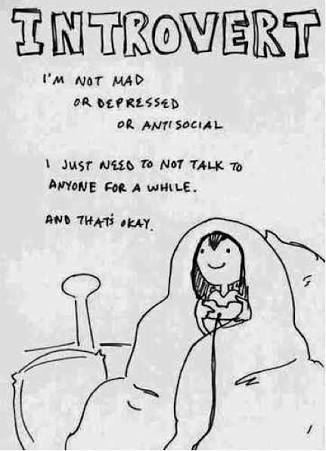 INTROVERT
I'M NOT MAD
OR DEPRESSED
OR ANTISOCIAL
I JUST NEED TO NOT TALK TO
ANYONE FOR A WHILE.
AND THAT'S OKAY.